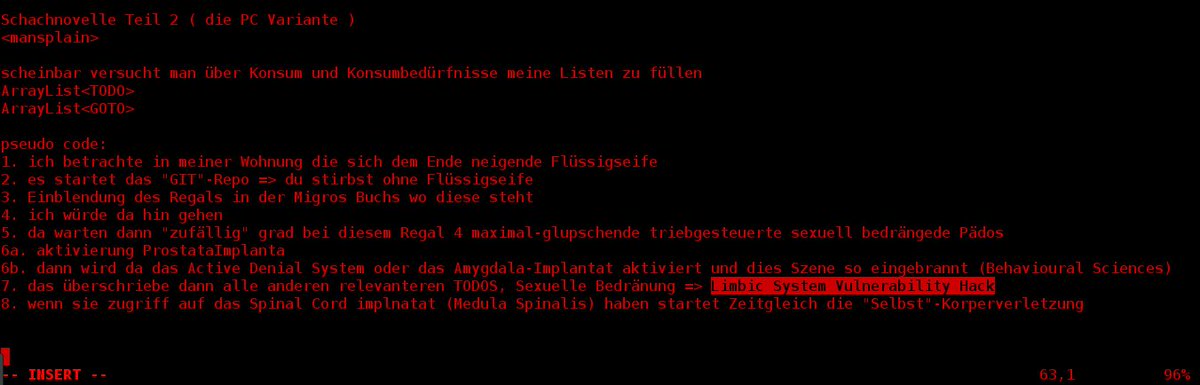 Schachnovelle Teil 2 ( die PC Variante )
<mansplain>
scheinbar versucht man über Konsum und Konsumbedürfnisse meine Listen zu füllen
ArrayList<TODO>
ArrayList<GOTO>
pseudo code:
1. ich betrachte in meiner Wohnung die sich dem Ende neigende Flüssigseife
2. es startet das "GIT"-Repo => du stirbst ohne Flüssigseife
3. Einblendung des Regals in der Migros Buchs wo diese steht
4. ich würde da hin gehen
5. da warten dann "zufällig" grad bei diesem Regal 4 maximal-glupschende triebgesteuerte sexuell bedrängede Pädos
6a. aktivierung ProstataImplanta
6b. dann wird da das Active Denial System oder das Amygdala-Implantat aktiviert und dies Szene so eingebrannt (Behavioural Sciences)
7. das überschriebe dann alle anderen relevanteren TODOS, Sexuelle Bedränung => Limbic System Vulnerability Hack
8. wenn sie zugriff auf das Spinal Cord implnatat (Medula Spinalis) haben startet Zeitgleich die "Selbst"-Korperverletzung
-- INSERT -- 63,1 96%